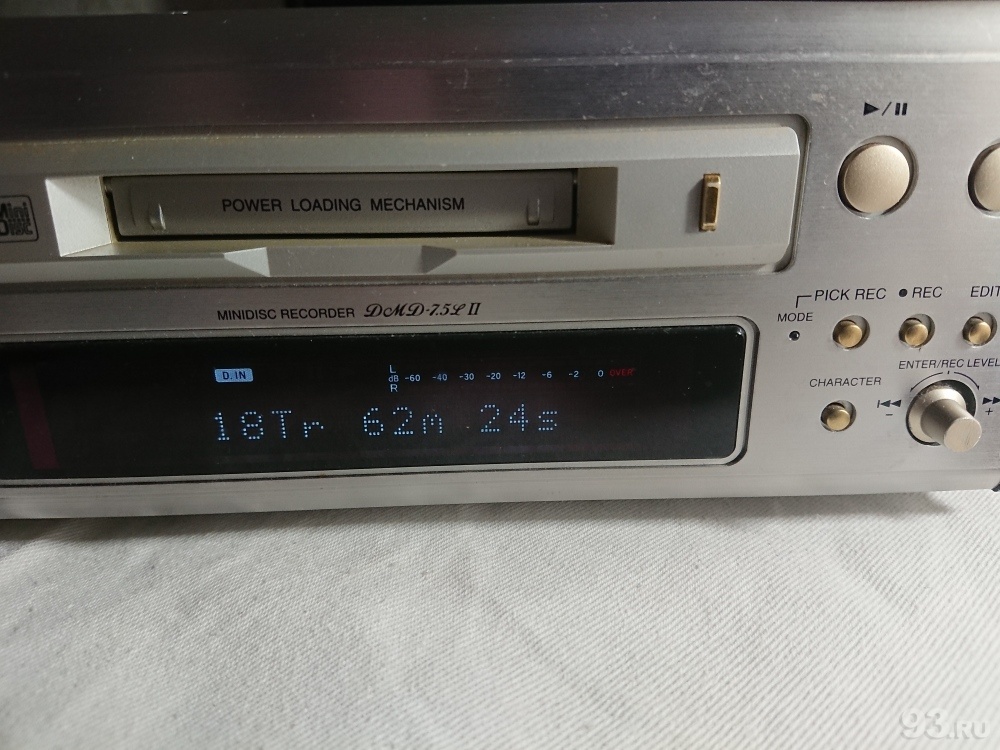 ▶/❚❚
Mini
POWER LOADING MECHANISM
MINIDISC RECORDER DMD-7.5L II
PICK REC ● REC EDIT
MODE
ENTER/REC LEVEL
CHARACTER
|◀◀ ▶▶
− +
D. IN
L
dB -60 -40 -30 -20 -12 -6 -2 0 OVER
R
18Tr 62m 24s
93.RU